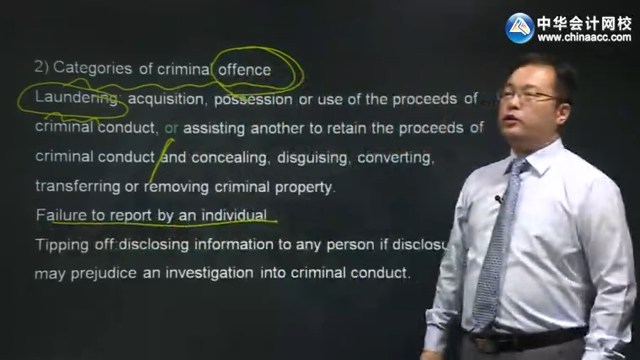 中华会计网校
www.chinaacc.com
2) Categories of criminal offence
Laundering acquisition, possession or use of the proceeds of
criminal conduct, or assisting another to retain the proceeds of
criminal conduct and concealing, disguising, converting,
transferring or removing criminal property.
Failure to report by an individual
Tipping off disclosing information to any person if
may prejudice an investigation into criminal conduct.